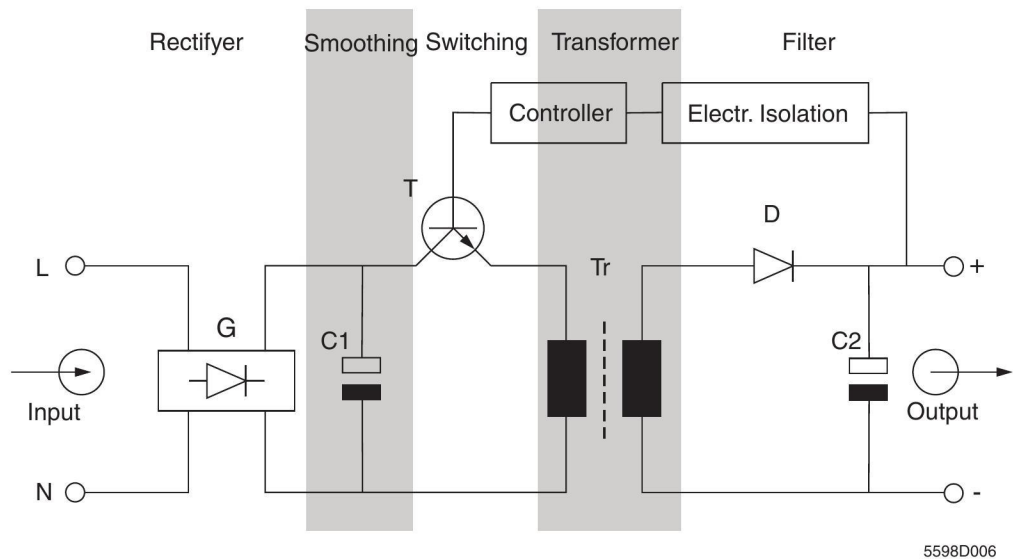 Rectifyer
Smoothing
Switching
Transformer
Filter
Controller
Electr. Isolation
T
D
L
Tr
+
G
C1
C2
Input
Output
N
-
5598D006